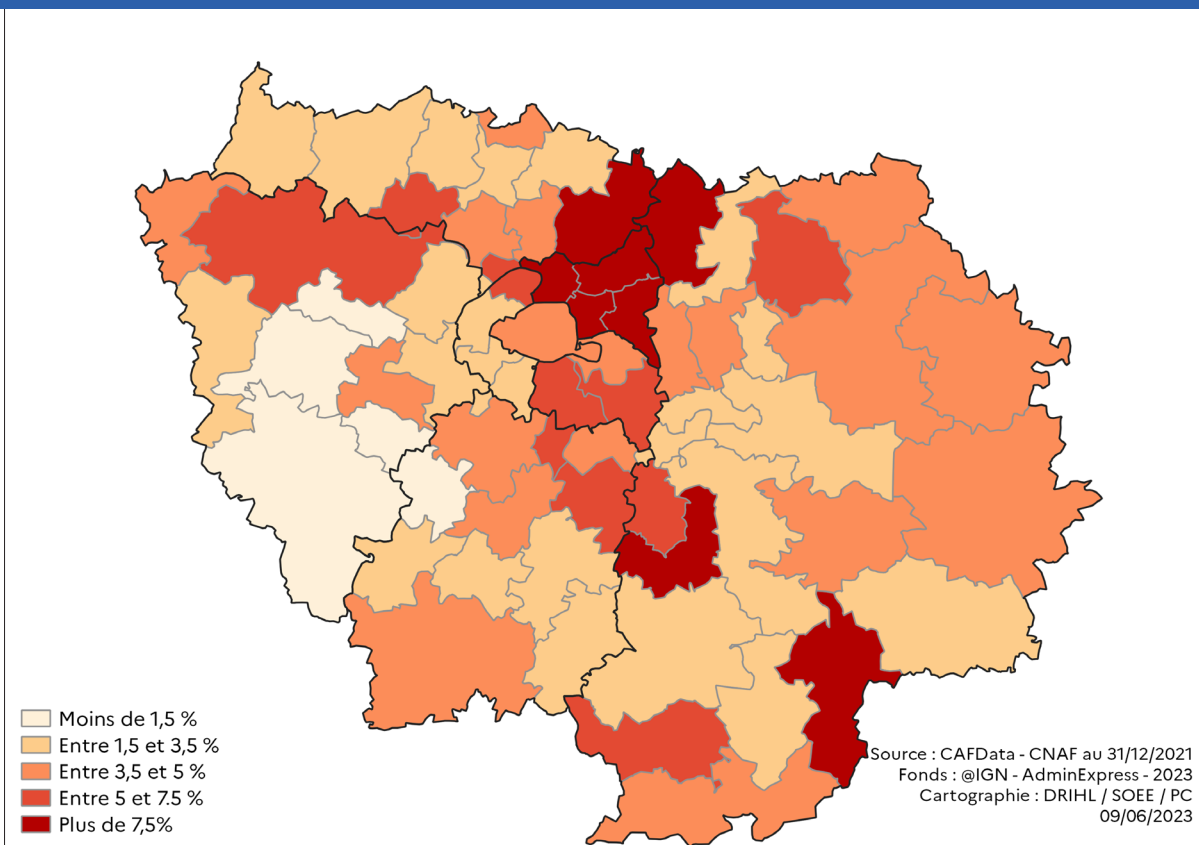 Moins de 1,5 %
Entre 1,5 et 3,5 %
Entre 3,5 et 5 %
Entre 5 et 7.5 %
Plus de 7,5%
Source : CAFData - CNAF au 31/12/2021
Fonds : @IGN - AdminExpress - 2023
Cartographie : DRIHL / SOEE / PC
09/06/2023